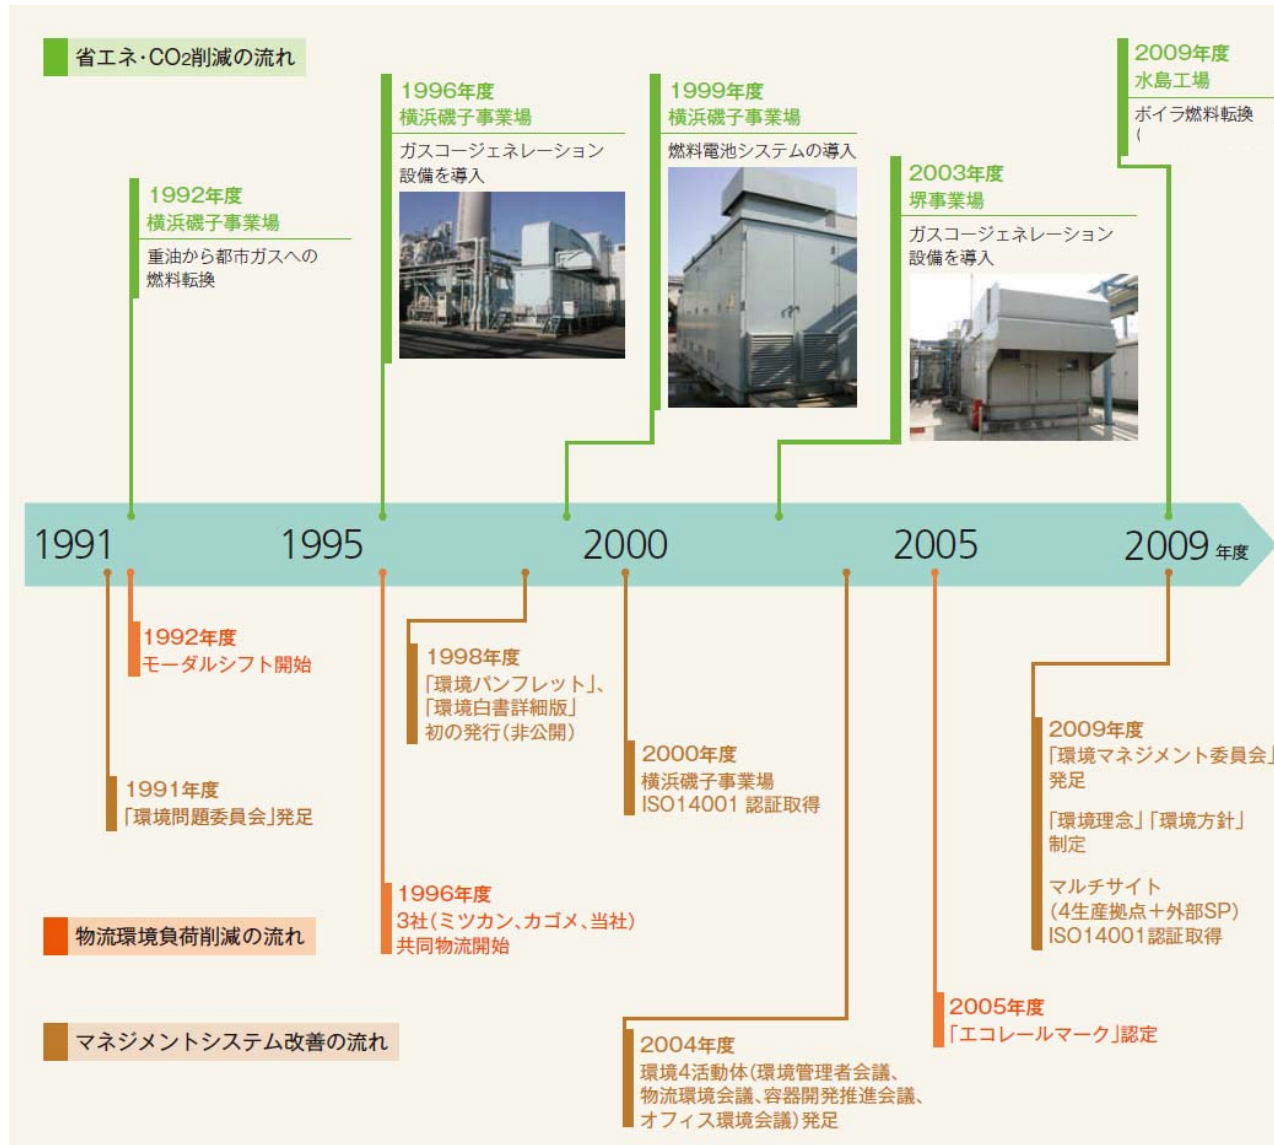 省エネ・CO2削減の流れ
1992年度
横浜磯子事業場
重油から都市ガスへの
燃料転換
1996年度
横浜磯子事業場
ガスコージェネレーション
設備を導入
1999年度
横浜磯子事業場
燃料電池システムの導入
2003年度
堺事業場
ガスコージェネレーション
設備を導入
2009年度
水島工場
ボイラ燃料転換
(
1991 1995 2000 2005 2009 年度
1992年度
モーダルシフト開始
1991年度
「環境問題委員会」発足
1996年度
3社(ミツカン、カゴメ、当社)
共同物流開始
1998年度
「環境パンフレット」、
「環境白書詳細版」
初の発行(非公開)
2000年度
横浜磯子事業場
ISO14001 認証取得
2004年度
環境4活動体(環境管理者会議、
物流環境会議、容器開発推進会議、
オフィス環境会議)発足
2005年度
「エコレールマーク」認定
2009年度
「環境マネジメント委員会」
発足
「環境理念」「環境方針」
制定
マルチサイト
(4生産拠点+外部SP)
ISO14001認証取得
物流環境負荷削減の流れ
マネジメントシステム改善の流れ